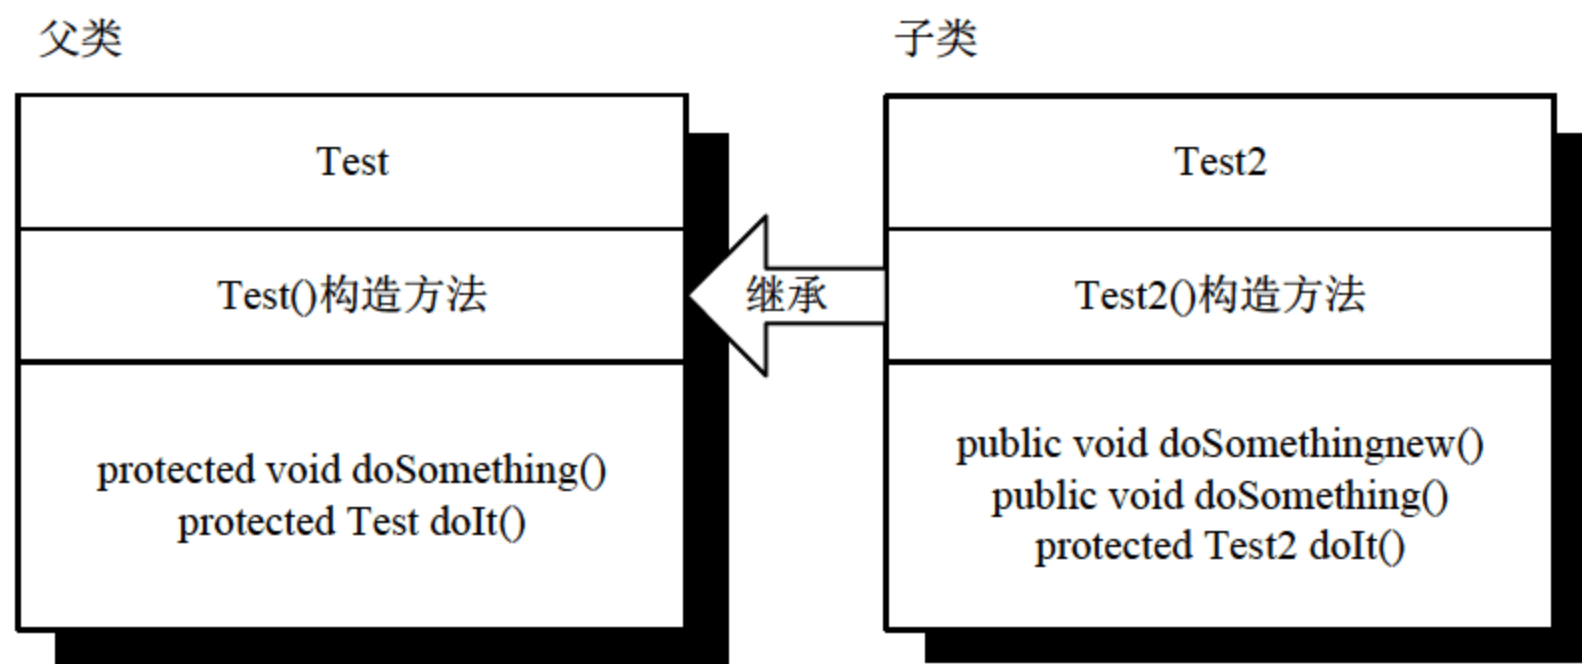 父类
Test
Test()构造方法
protected void doSomething()
protected Test doIt()
继承
子类
Test2
Test2()构造方法
public void doSomethingnew()
public void doSomething()
protected Test2 doIt()